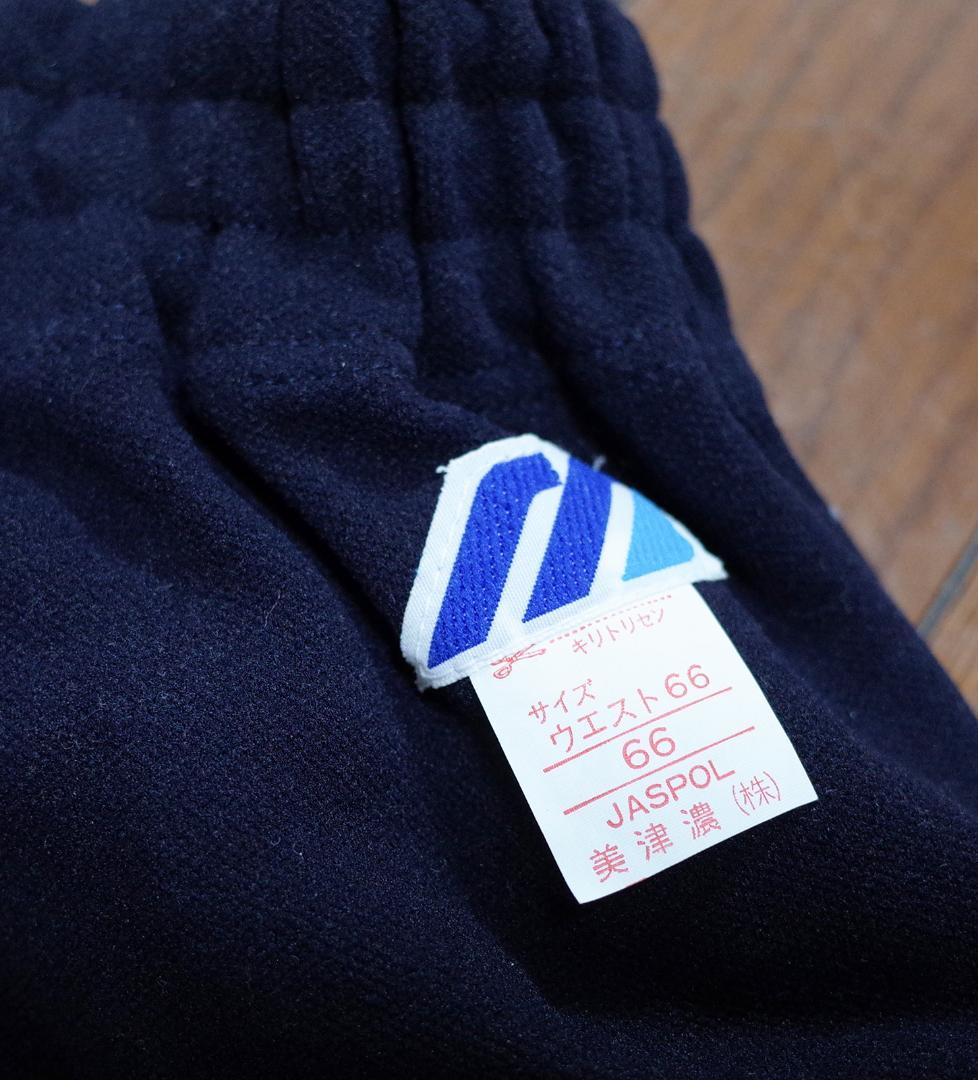 キリトリセン
サイズ
ウエスト66
66
JASPOL
美津濃(株)